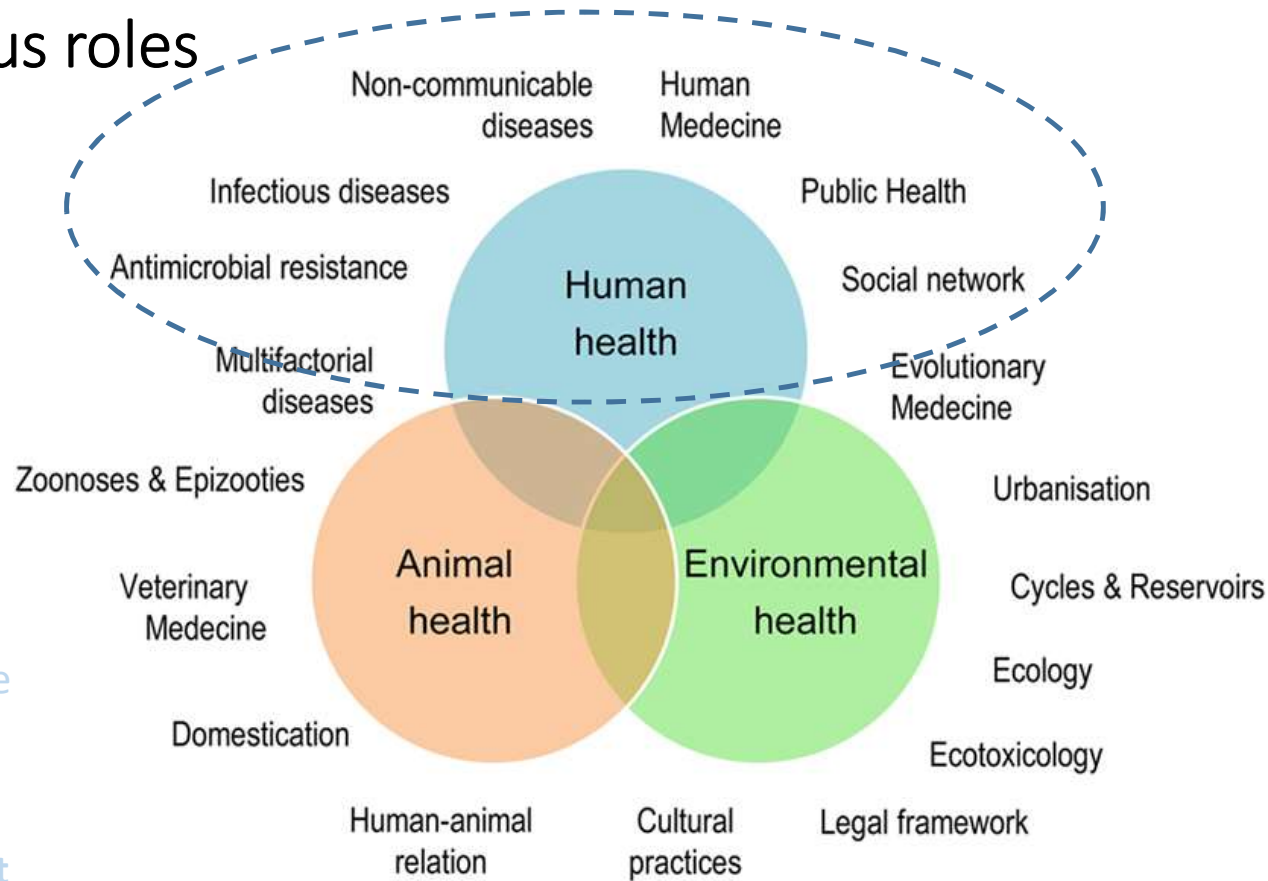 us roles
Non-communicable
diseases
Human
Medecine
Infectious diseases
Public Health
Antimicrobial resistance
Social network
Human
health
Multifactorial
diseases
Evolutionary
Medecine
Zoonoses & Epizooties
Urbanisation
Animal
health
Environmental
health
Veterinary
Medecine
Cycles & Reservoirs
Ecology
Domestication
Ecotoxicology
Human-animal
relation
Cultural
practices
Legal framework
e
t